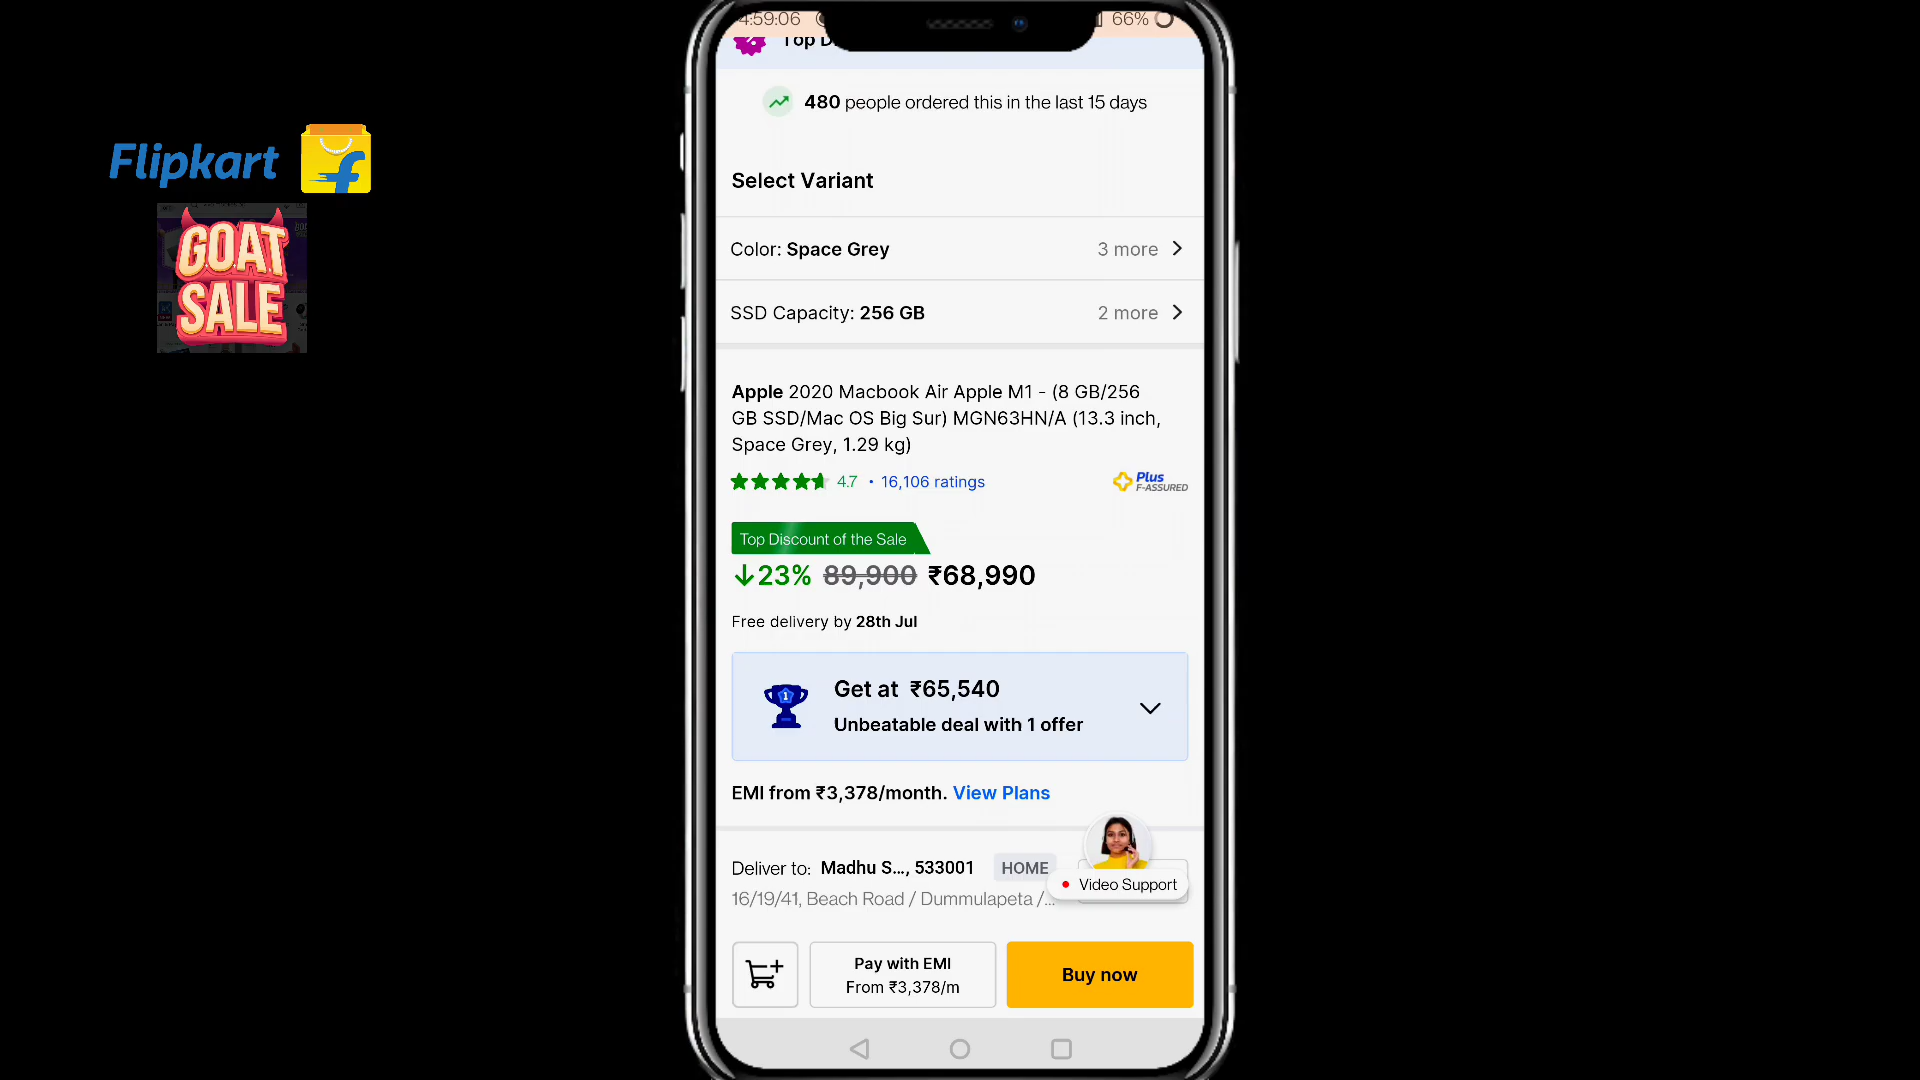 4:59:06
66%
Top D
480 people ordered this in the last 15 days
Flipkart
f
GOAT
SALE
Select Variant
Color: Space Grey
3 more
SSD Capacity: 256 GB
2 more
Apple 2020 Macbook Air Apple M1 - (8 GB/256
GB SSD/Mac OS Big Sur) MGN63HN/A (13.3 inch,
Space Grey, 1.29 kg)
4.7 • 16,106 ratings
Plus
F-ASSURED
Top Discount of the Sale
↓23% 89,900 ₹68,990
Free delivery by 28th Jul
1
Get at ₹65,540
Unbeatable deal with 1 offer
EMI from ₹3,378/month. View Plans
Deliver to: Madhu S..., 533001 HOME
Video Support
16/19/41, Beach Road / Dummulapeta /...
Pay with EMI
From ₹3,378/m
Buy now